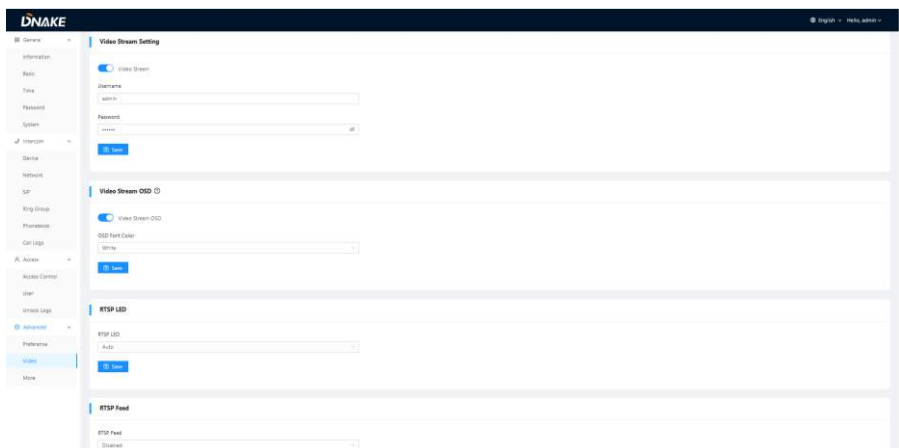 DNAKE
English
Hello, admin
General
Information
Basic
Time
Password
System
Intercom
Device
Network
SIP
Ring Group
Phonebook
Call Logs
Access
Access Control
User
Unlock Logs
Advanced
Preference
Video
More
Video Stream Setting
Video Stream
Username
admin
Password
••••••
Save
Video Stream OSD
Video Stream OSD
OSD Font Color
White
Save
RTSP LED
RTSP LED
Auto
Save
RTSP Feed
RTSP Feed
Disabled